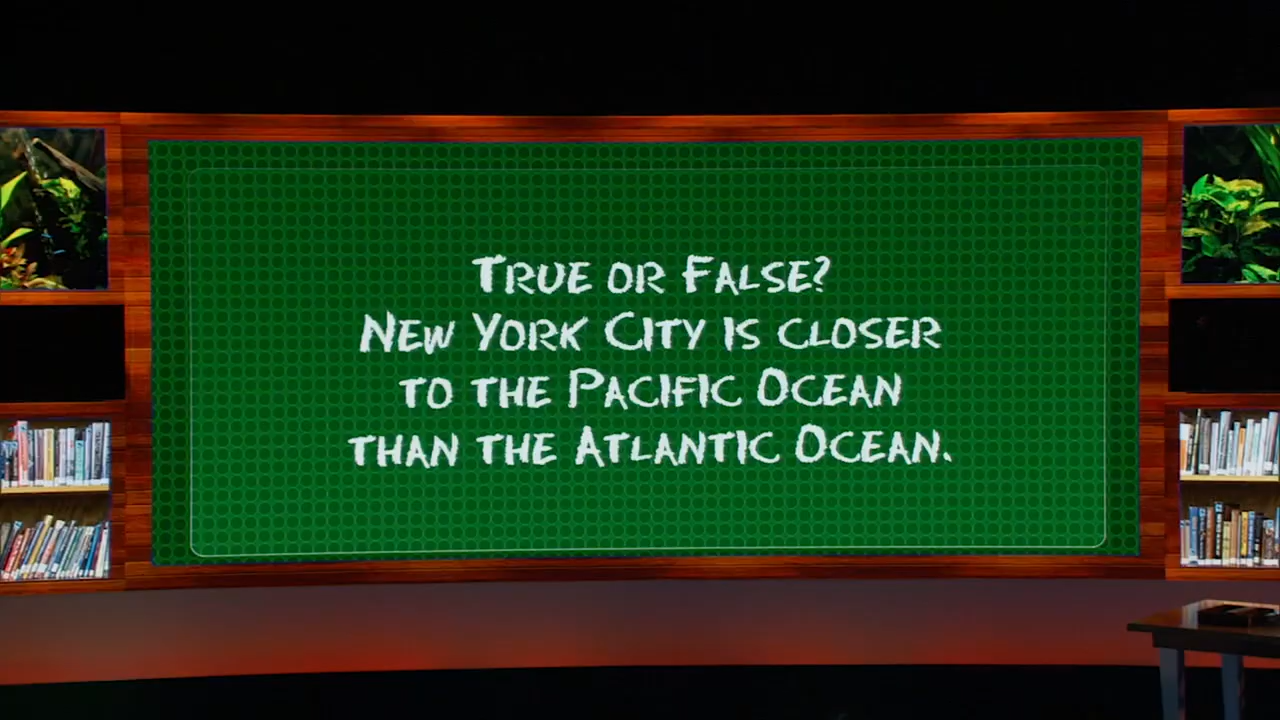 True or False?
New York City is closer
to the Pacific Ocean
than the Atlantic Ocean.